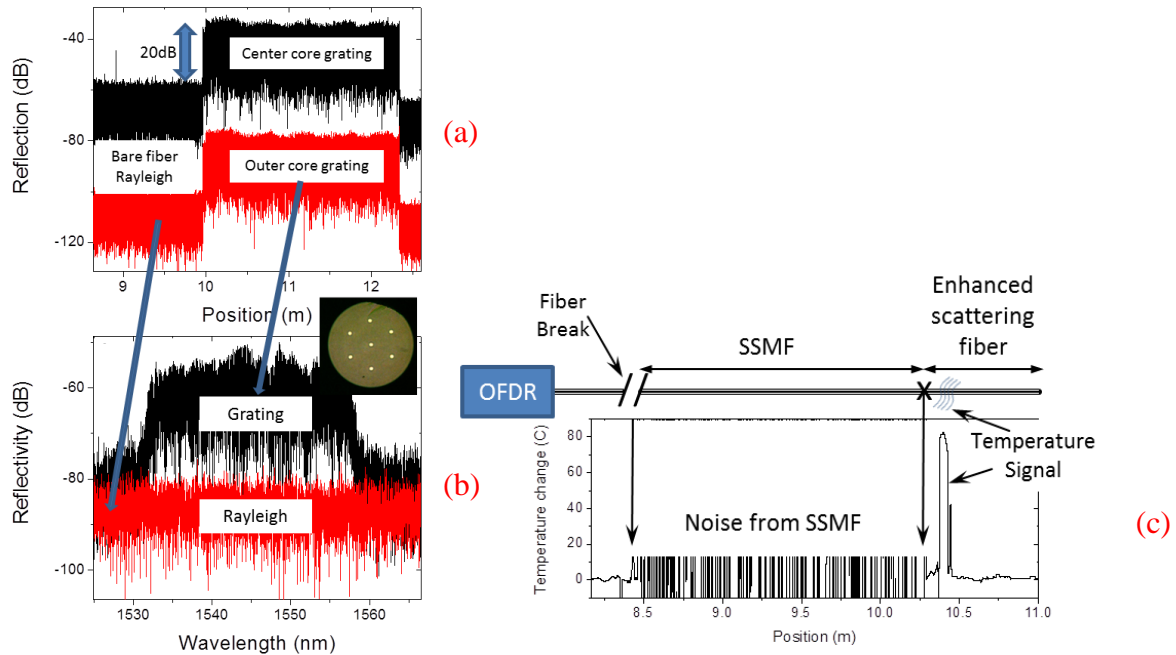 -40
-80
-120
Reflection (dB)
20dB
Center core grating
Bare fiber
Rayleigh
Outer core grating
(a)
9
10
11
12
Position (m)
-60
-80
-100
Reflectivity (dB)
Grating
Rayleigh
(b)
1530
1540
1550
1560
Wavelength (nm)
Fiber
Break
SSMF
Enhanced
scattering
fiber
OFDR
X
Temperature
Signal
80
60
40
20
0
Temperature change (C)
Noise from SSMF
(c)
8.5
9.0
9.5
10.0
10.5
11.0
Position (m)